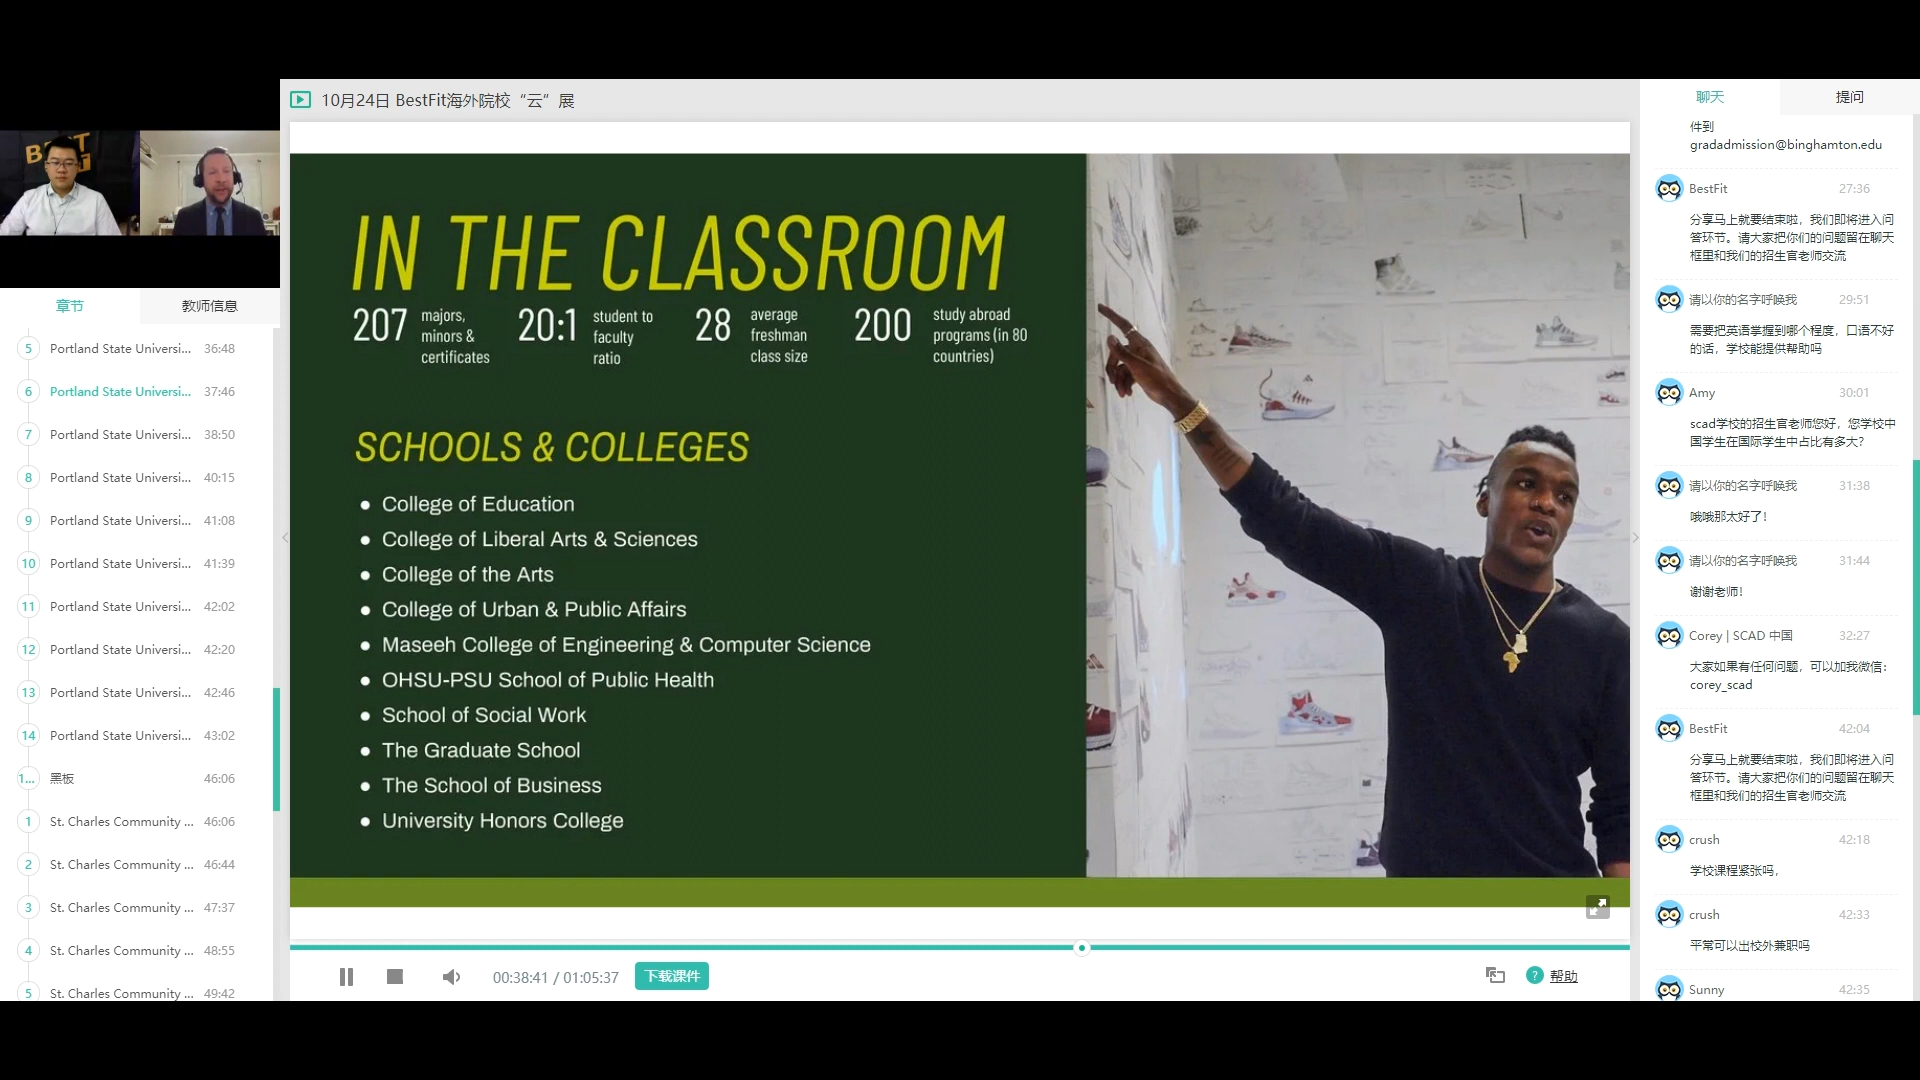 10月24日 BestFit海外院校“云”展
章节
教师信息
5 Portland State Universi... 36:48
6 Portland State Universi... 37:46
7 Portland State Universi... 38:50
8 Portland State Universi... 40:15
9 Portland State Universi... 41:08
10 Portland State Universi... 41:39
11 Portland State Universi... 42:02
12 Portland State Universi... 42:20
13 Portland State Universi... 42:46
14 Portland State Universi... 43:02
1... 黑板 46:06
1 St. Charles Community ... 46:06
2 St. Charles Community ... 46:44
3 St. Charles Community ... 47:37
4 St. Charles Community ... 48:55
5 St. Charles Community ... 49:42
IN THE CLASSROOM
207 majors, minors & certificates
20:1 student to faculty ratio
28 average freshman class size
200 study abroad programs (in 80 countries)
SCHOOLS & COLLEGES
● College of Education
● College of Liberal Arts & Sciences
● College of the Arts
● College of Urban & Public Affairs
● Maseeh College of Engineering & Computer Science
● OHSU-PSU School of Public Health
● School of Social Work
● The Graduate School
● The School of Business
● University Honors College
00:38:41 / 01:05:37
下载课件
? 帮助
聊天
提问
件到
gradadmission@binghamton.edu
BestFit 27:36
分享马上就要结束啦，我们即将进入问
答环节。请大家把你们的问题留在聊天
框里和我们的招生官老师交流
请以你的名字呼唤我 29:51
需要把英语掌握到哪个程度，口语不好
的话，学校能提供帮助吗
Amy 30:01
scad学校的招生官老师您好，您学校中
国学生在国际学生中占比有多大？
请以你的名字呼唤我 31:38
哦哦那太好了！
请以你的名字呼唤我 31:44
谢谢老师！
Corey | SCAD 中国 32:27
大家如果有任何问题，可以加我微信：
corey_scad
BestFit 42:04
分享马上就要结束啦，我们即将进入问
答环节。请大家把你们的问题留在聊天
框里和我们的招生官老师交流
crush 42:18
学校课程紧张吗，
crush 42:33
平常可以出校外兼职吗
Sunny 42:35